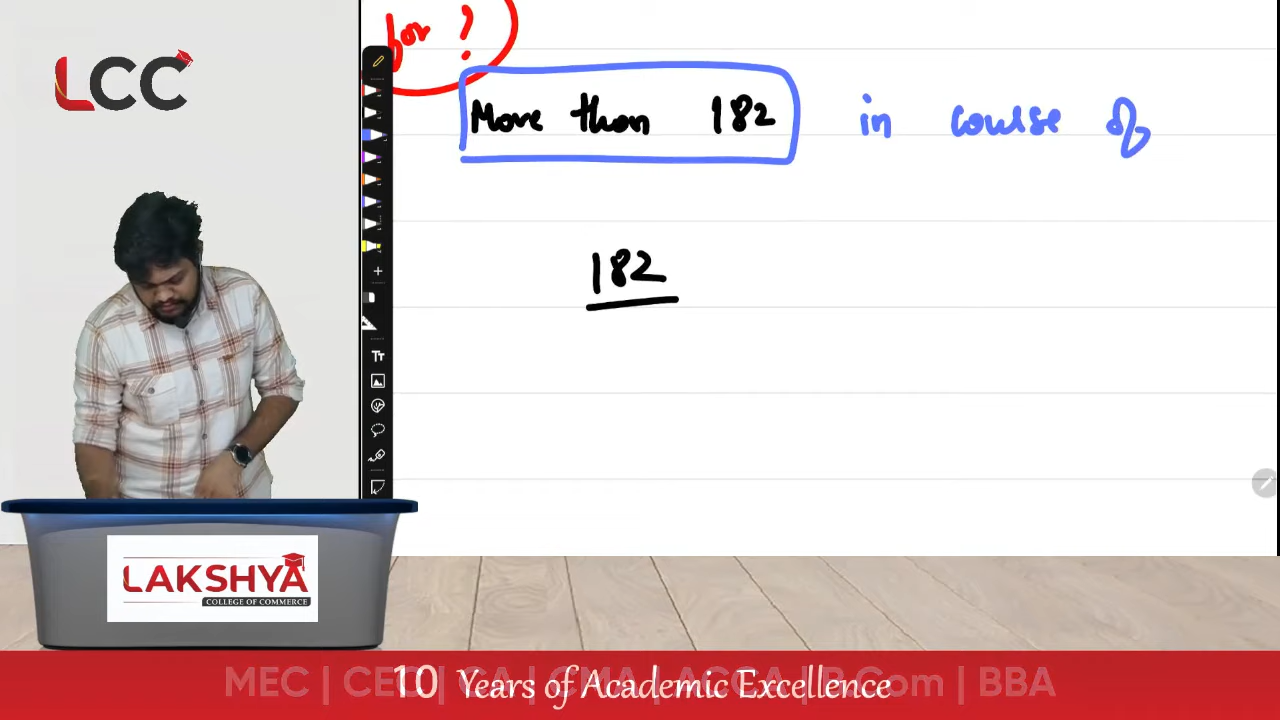 for ?
LCC
More than 182 in course of
182
TT
LAKSHYA
COLLEGE OF COMMERCE
MEC | CEC | CA | CMA | ACCA | B.Com | BBA
10 Years of Academic Excellence